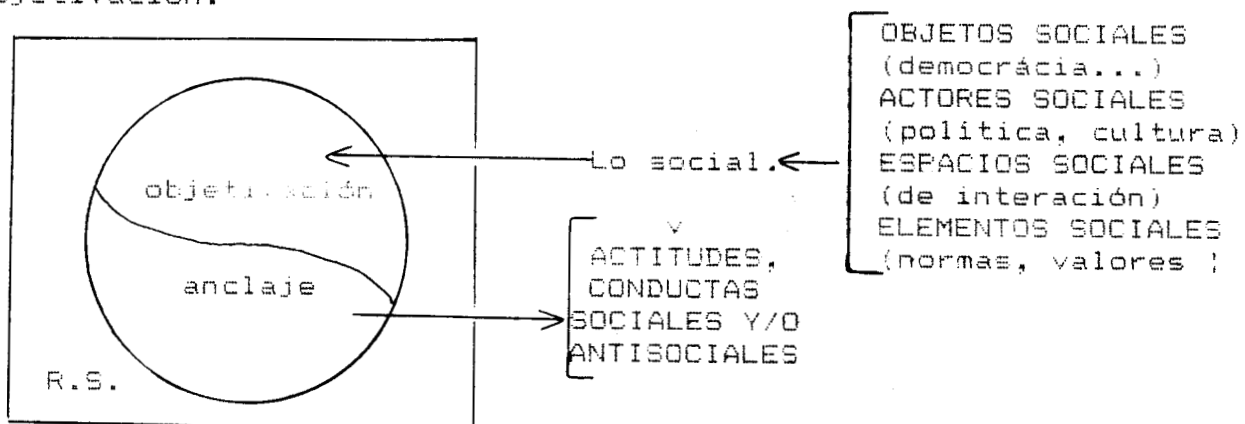 objetivación.
OBJETOS SOCIALES
(democrácia...)
ACTORES SOCIALES
(política, cultura)
ESPACIOS SOCIALES
(de interación)
ELEMENTOS SOCIALES
(normas, valores ¦
Lo social.
objetivación
anclaje
R.S.
v
ACTITUDES,
CONDUCTAS
SOCIALES Y/O
ANTISOCIALES